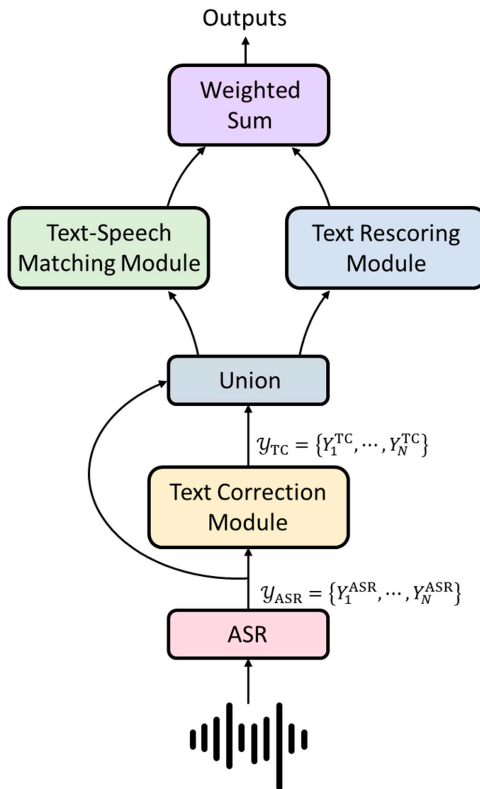 Outputs
Weighted
Sum
Text-Speech
Matching Module
Text Rescoring
Module
Union
𝒴_TC = {Y_1^TC, ⋯, Y_N^TC}
Text Correction
Module
𝒴_ASR = {Y_1^ASR, ⋯, Y_N^ASR}
ASR